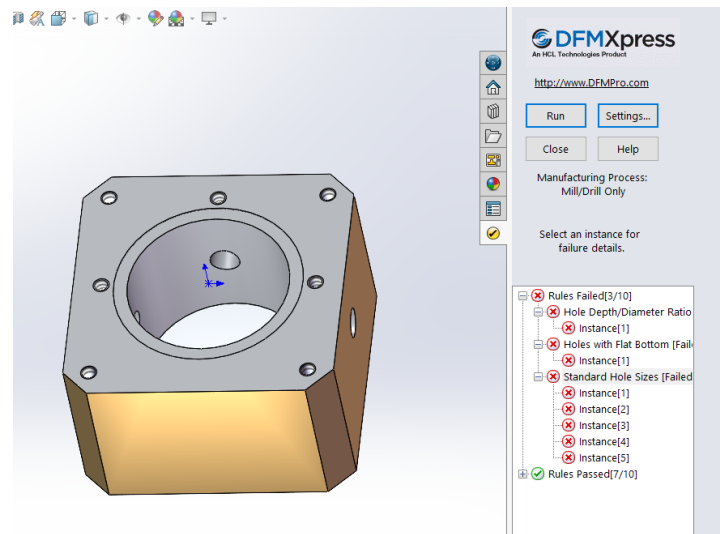 DFMXpress
An HCL Technologies Product
http://www.DFMPro.com
Run
Settings...
Close
Help
Manufacturing Process:
Mill/Drill Only
Select an instance for
failure details.
Rules Failed[3/10]
Hole Depth/Diameter Ratio
Instance[1]
Holes with Flat Bottom [Fail
Instance[1]
Standard Hole Sizes [Failed
Instance[1]
Instance[2]
Instance[3]
Instance[4]
Instance[5]
Rules Passed[7/10]